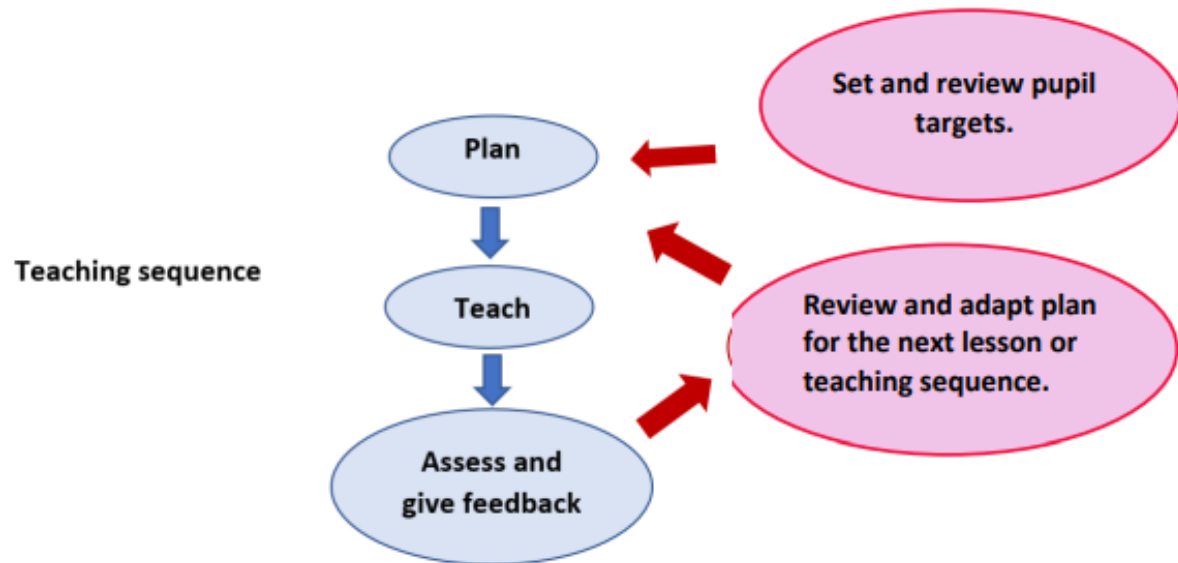 Set and review pupil
targets.
Plan
Teaching sequence
Teach
Review and adapt plan
for the next lesson or
teaching sequence.
Assess and
give feedback